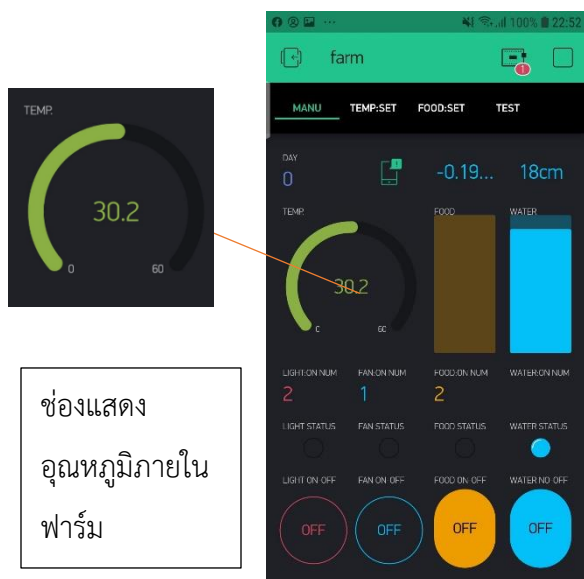 TEMP.
30.2
0 60
ช่องแสดง
อุณหภูมิภายใน
ฟาร์ม
100% 22:52
farm
1
MANU TEMP:SET FOOD:SET TEST
DAY
0 -0.19... 18cm
TEMP. FOOD WATER
30.2
0 60
LIGHT:ON NUM FAN:ON NUM FOOD:ON NUM WATER:ON NUM
2 1 2
LIGHT STATUS FAN STATUS FOOD STATUS WATER STATUS
LIGHT ON-OFF FAN ON-OFF FOOD ON-OFF WATER NO-OFF
OFF OFF OFF OFF